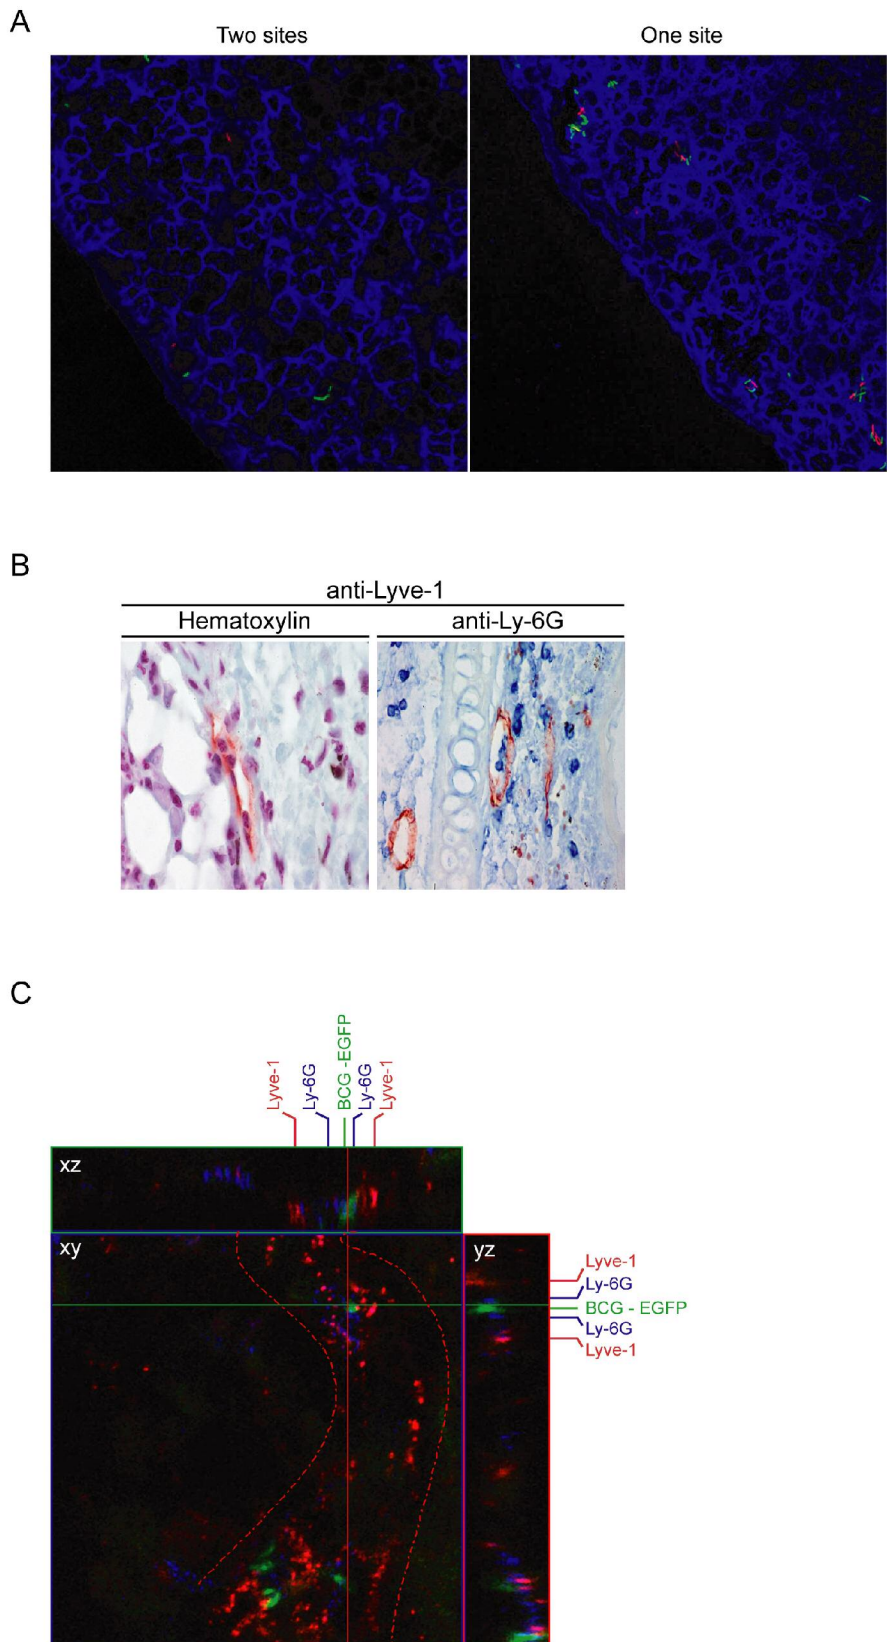 A
Two sites
One site
B
anti-Lyve-1
Hematoxylin
anti-Ly-6G
C
Lyve-1
Ly-6G
BCG -EGFP
Ly-6G
Lyve-1
xz
xy
yz
Lyve-1
Ly-6G
BCG - EGFP
Ly-6G
Lyve-1